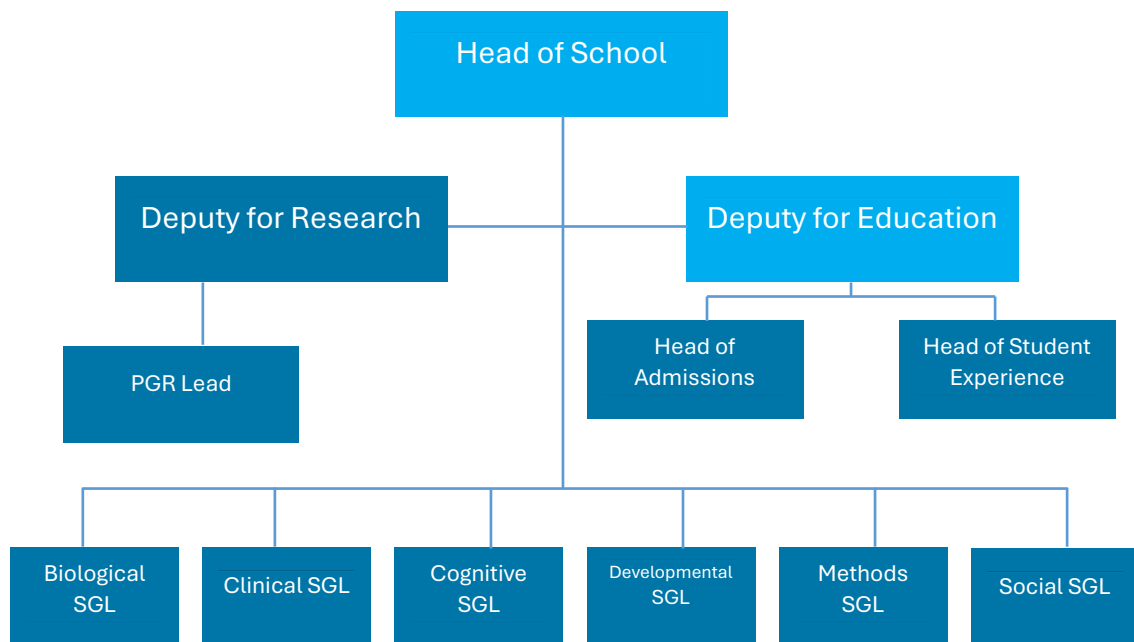 Head of School
Deputy for Research
Deputy for Education
PGR Lead
Head of
Admissions
Head of Student
Experience
Biological
SGL
Clinical SGL
Cognitive
SGL
Developmental
SGL
Methods
SGL
Social SGL